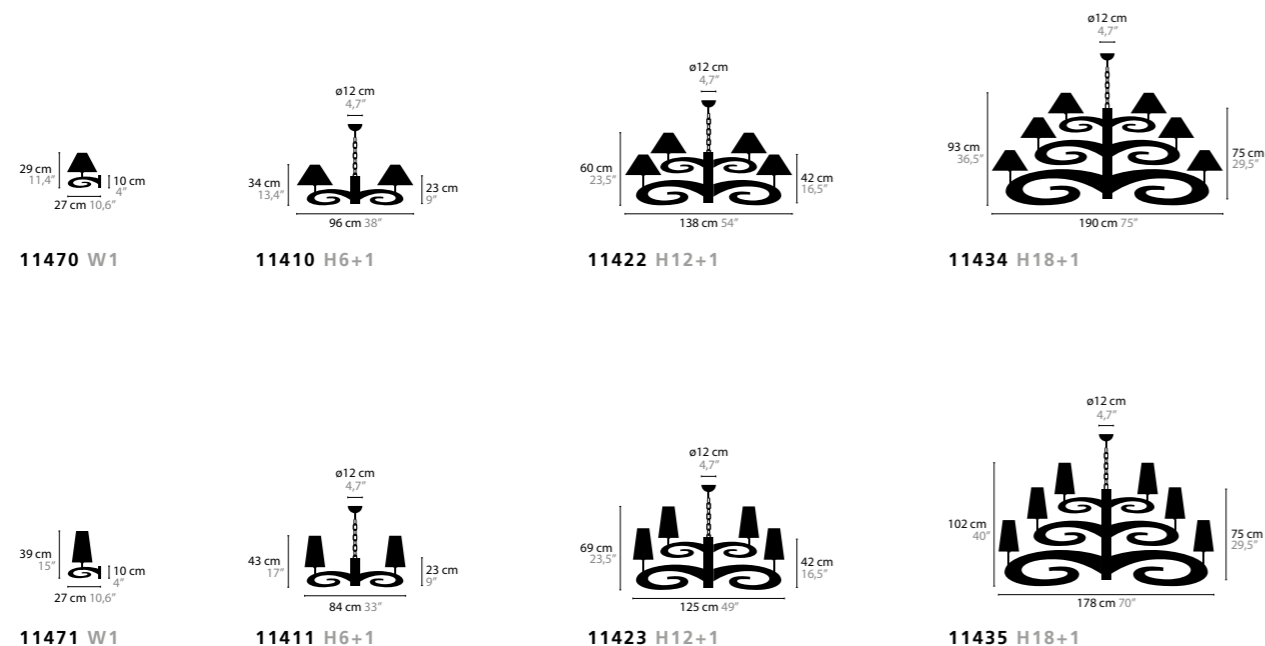 29 cm
11,4”
10 cm
4”
27 cm 10,6”
11470 W1
ø12 cm
4,7”
34 cm
13,4”
23 cm
9”
96 cm 38”
11410 H6+1
ø12 cm
4,7”
60 cm
23,5”
42 cm
16,5”
138 cm 54”
11422 H12+1
ø12 cm
4,7”
93 cm
36,5”
75 cm
29,5”
190 cm 75”
11434 H18+1
39 cm
15”
10 cm
4”
27 cm 10,6”
11471 W1
ø12 cm
4,7”
43 cm
17”
23 cm
9”
84 cm 33”
11411 H6+1
ø12 cm
4,7”
69 cm
23,5”
42 cm
16,5”
125 cm 49”
11423 H12+1
ø12 cm
4,7”
102 cm
40”
75 cm
29,5”
178 cm 70”
11435 H18+1